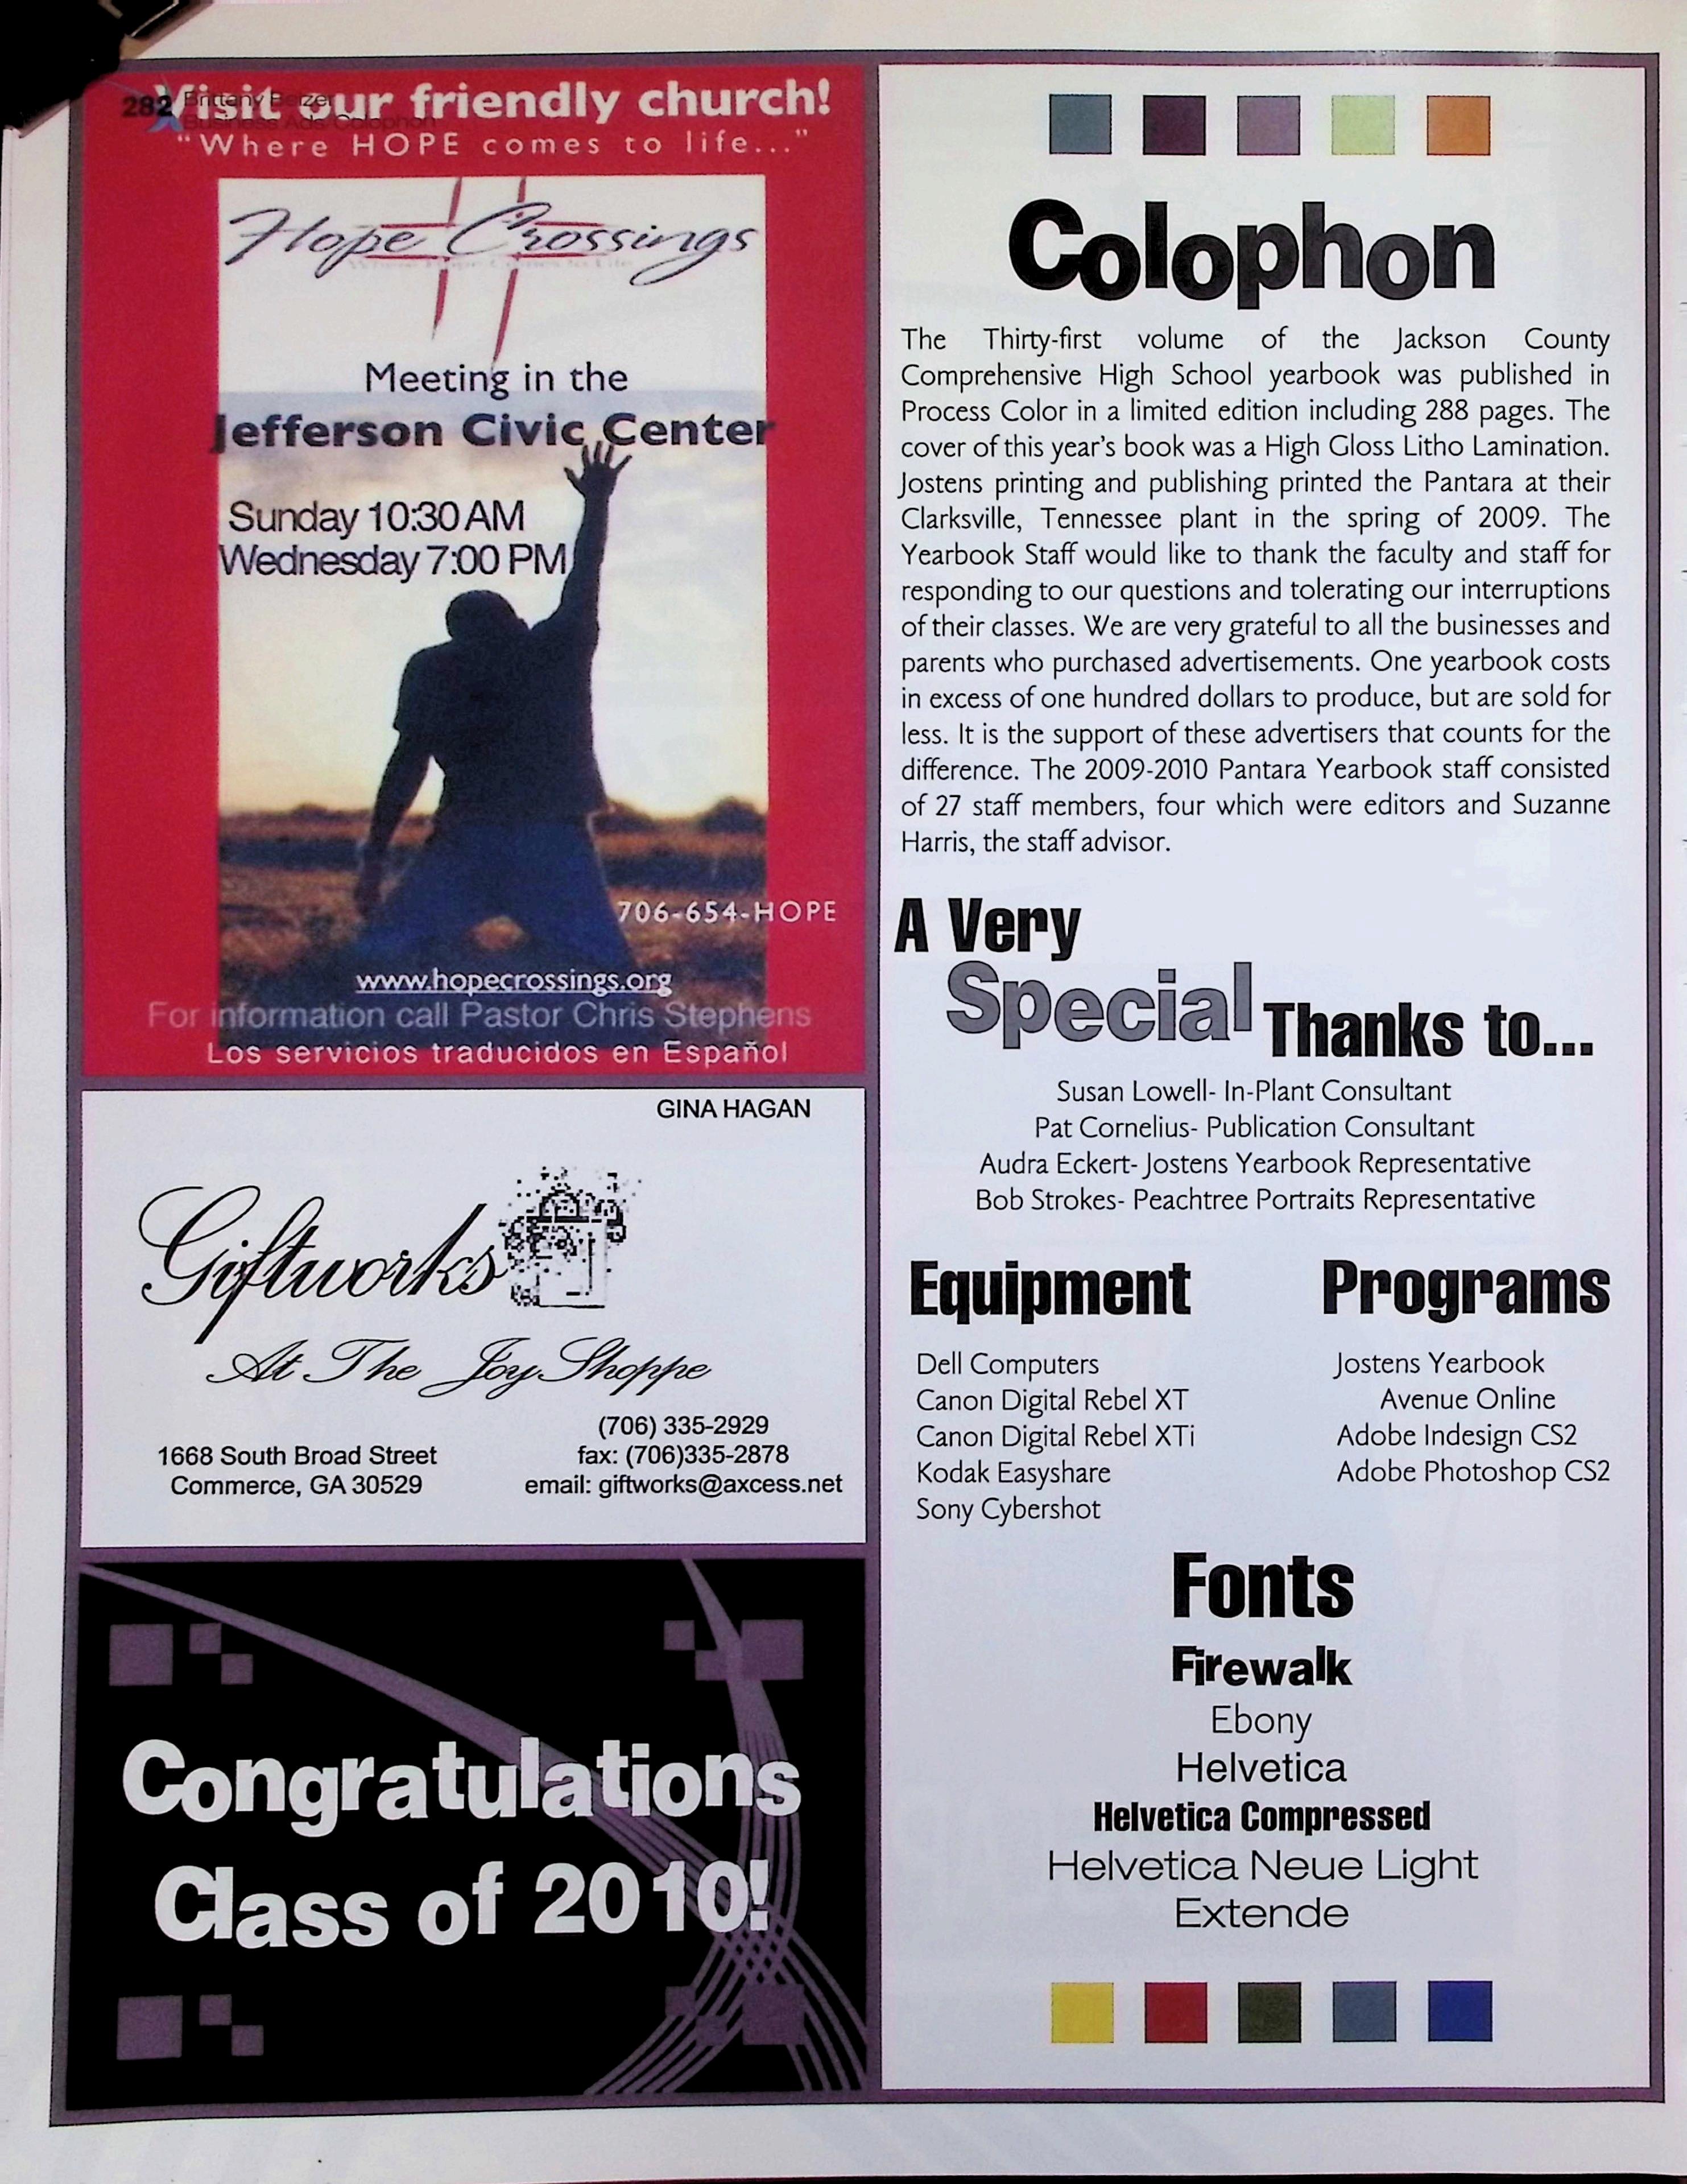 282 Brittany Belzer
Business Ads/Colophon
Visit our friendly church!
"Where HOPE comes to life..."
Hope Crossings
Where Hope Comes to Life
Meeting in the
Jefferson Civic Center
Sunday 10:30 AM
Wednesday 7:00 PM
706-654-HOPE
www.hopecrossings.org
For information call Pastor Chris Stephens
Los servicios traducidos en Español
GINA HAGAN
Giftworks
At The Joy Shoppe
(706) 335-2929
1668 South Broad Street fax: (706)335-2878
Commerce, GA 30529 email: giftworks@axcess.net
Congratulations
Class of 2010!
Colophon
The Thirty-first volume of the Jackson County
Comprehensive High School yearbook was published in
Process Color in a limited edition including 288 pages. The
cover of this year's book was a High Gloss Litho Lamination.
Jostens printing and publishing printed the Pantara at their
Clarksville, Tennessee plant in the spring of 2009. The
Yearbook Staff would like to thank the faculty and staff for
responding to our questions and tolerating our interruptions
of their classes. We are very grateful to all the businesses and
parents who purchased advertisements. One yearbook costs
in excess of one hundred dollars to produce, but are sold for
less. It is the support of these advertisers that counts for the
difference. The 2009-2010 Pantara Yearbook staff consisted
of 27 staff members, four which were editors and Suzanne
Harris, the staff advisor.
A Very
Special Thanks to...
Susan Lowell- In-Plant Consultant
Pat Cornelius- Publication Consultant
Audra Eckert- Jostens Yearbook Representative
Bob Strokes- Peachtree Portraits Representative
Equipment
Dell Computers
Canon Digital Rebel XT
Canon Digital Rebel XTi
Kodak Easyshare
Sony Cybershot
Programs
Jostens Yearbook
Avenue Online
Adobe Indesign CS2
Adobe Photoshop CS2
Fonts
Firewalk
Ebony
Helvetica
Helvetica Compressed
Helvetica Neue Light
Extende